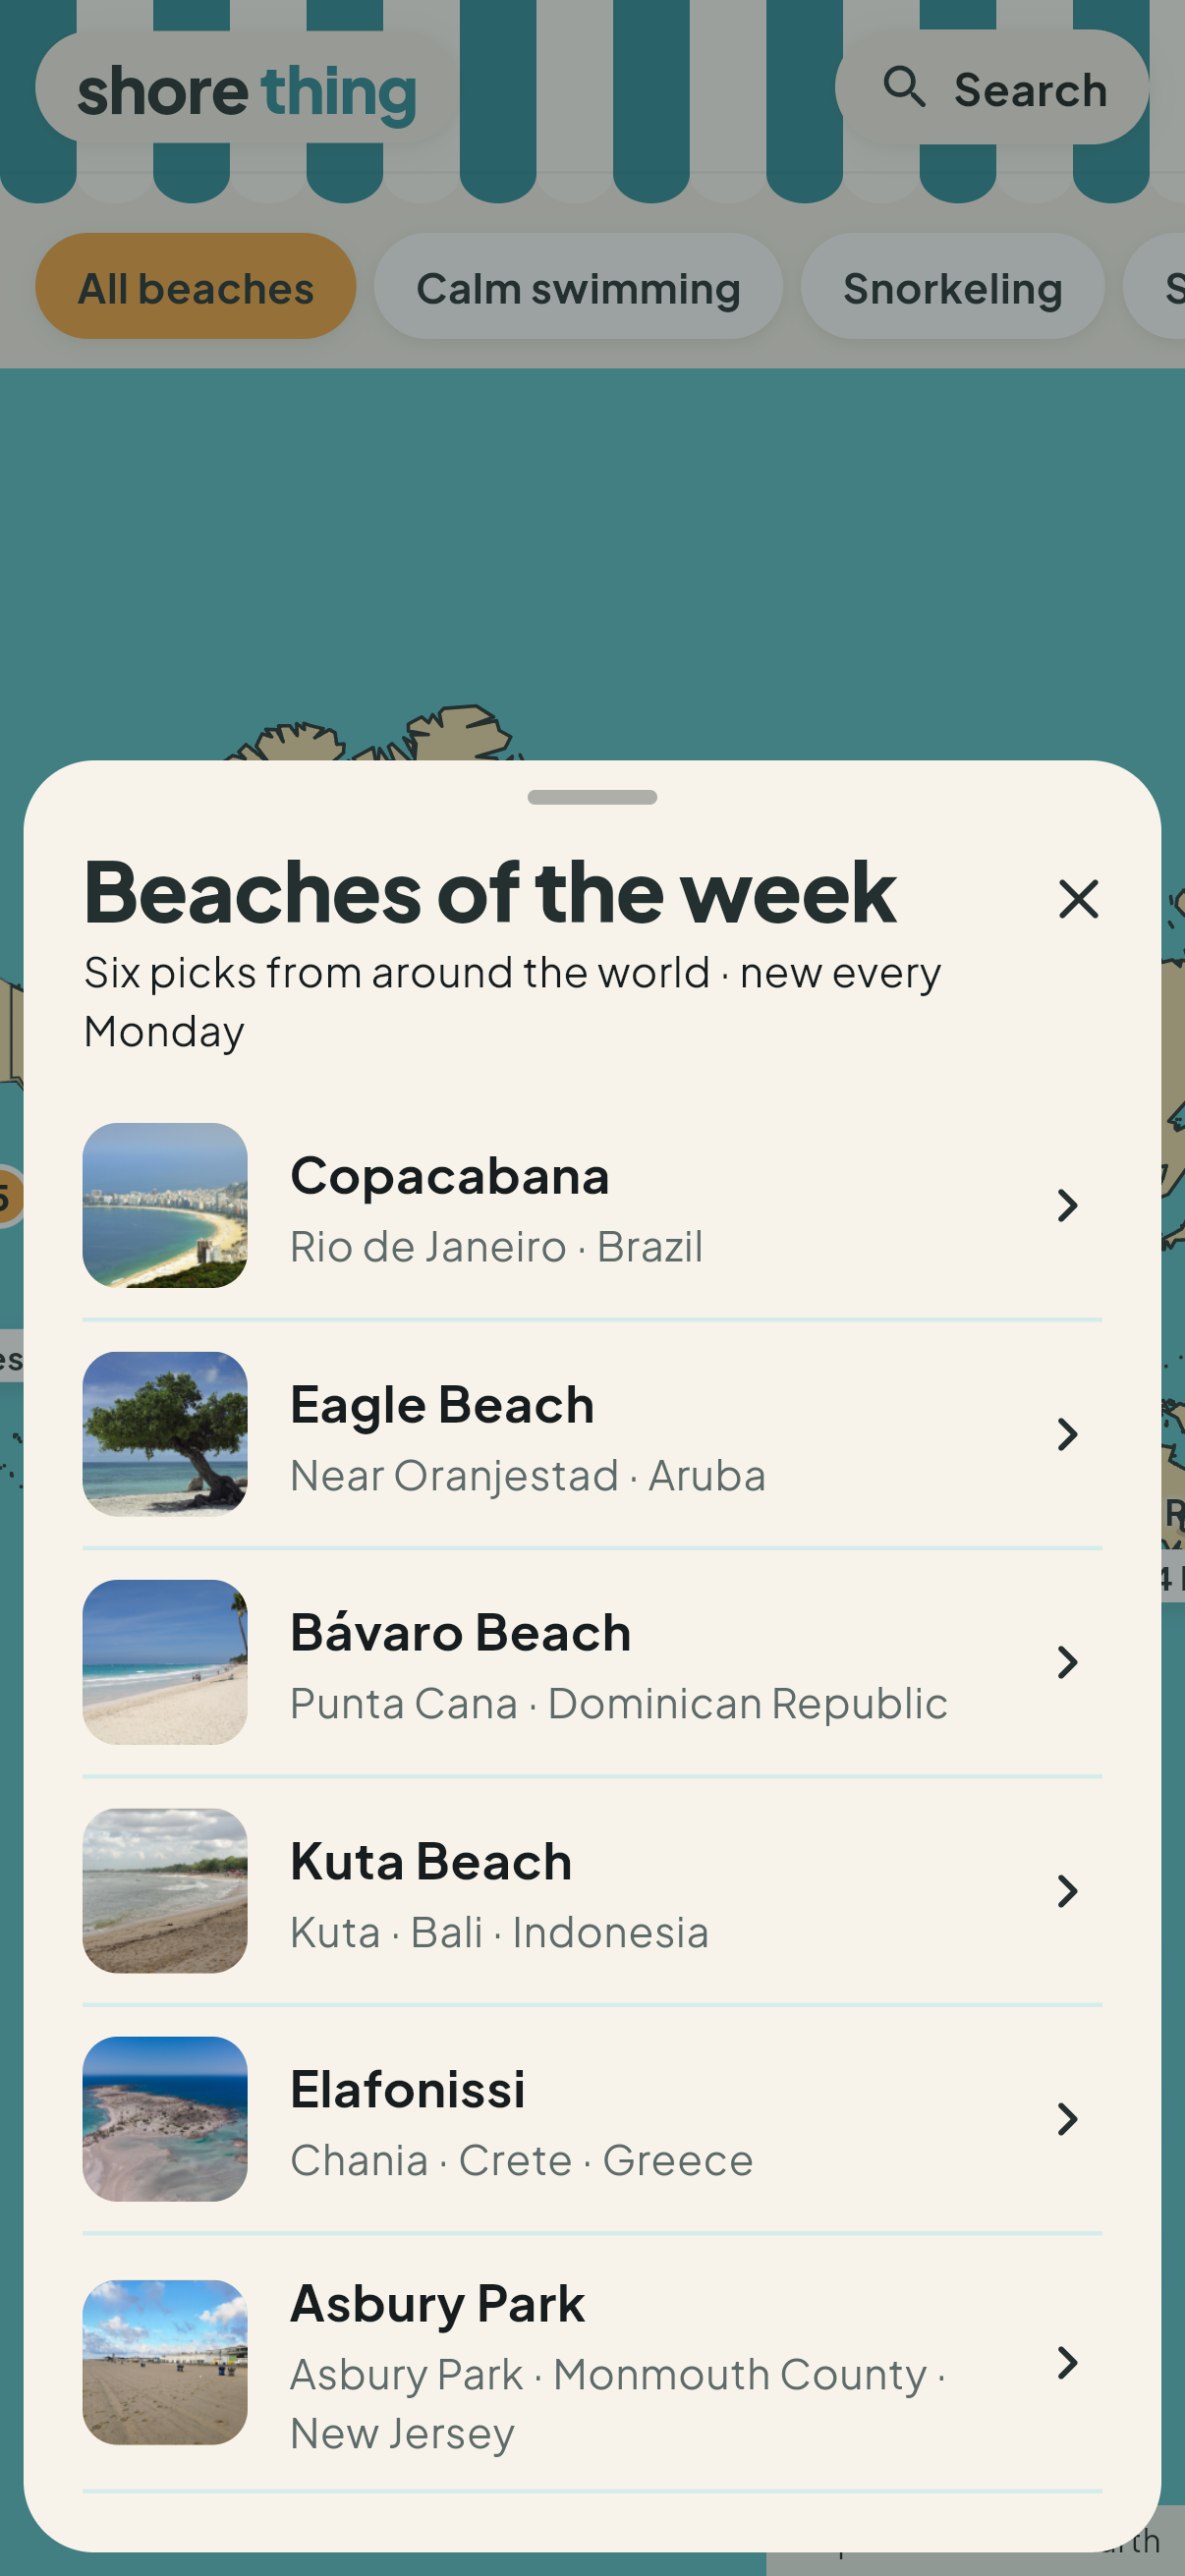 shore thing
Search
All beaches
Calm swimming
Snorkeling
S
Beaches of the week
Six picks from around the world · new every
Monday
Copacabana
Rio de Janeiro · Brazil
5
Eagle Beach
Near Oranjestad · Aruba
Bávaro Beach
Punta Cana · Dominican Republic
Kuta Beach
Kuta · Bali · Indonesia
Elafonissi
Chania · Crete · Greece
Asbury Park
Asbury Park · Monmouth County ·
New Jersey